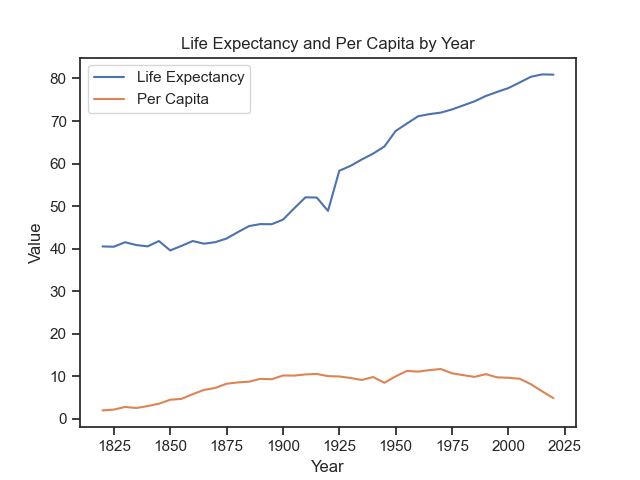 Life Expectancy and Per Capita by Year
Life Expectancy
Per Capita
80
70
60
50
40
30
20
10
0
Value
1825 1850 1875 1900 1925 1950 1975 2000 2025
Year